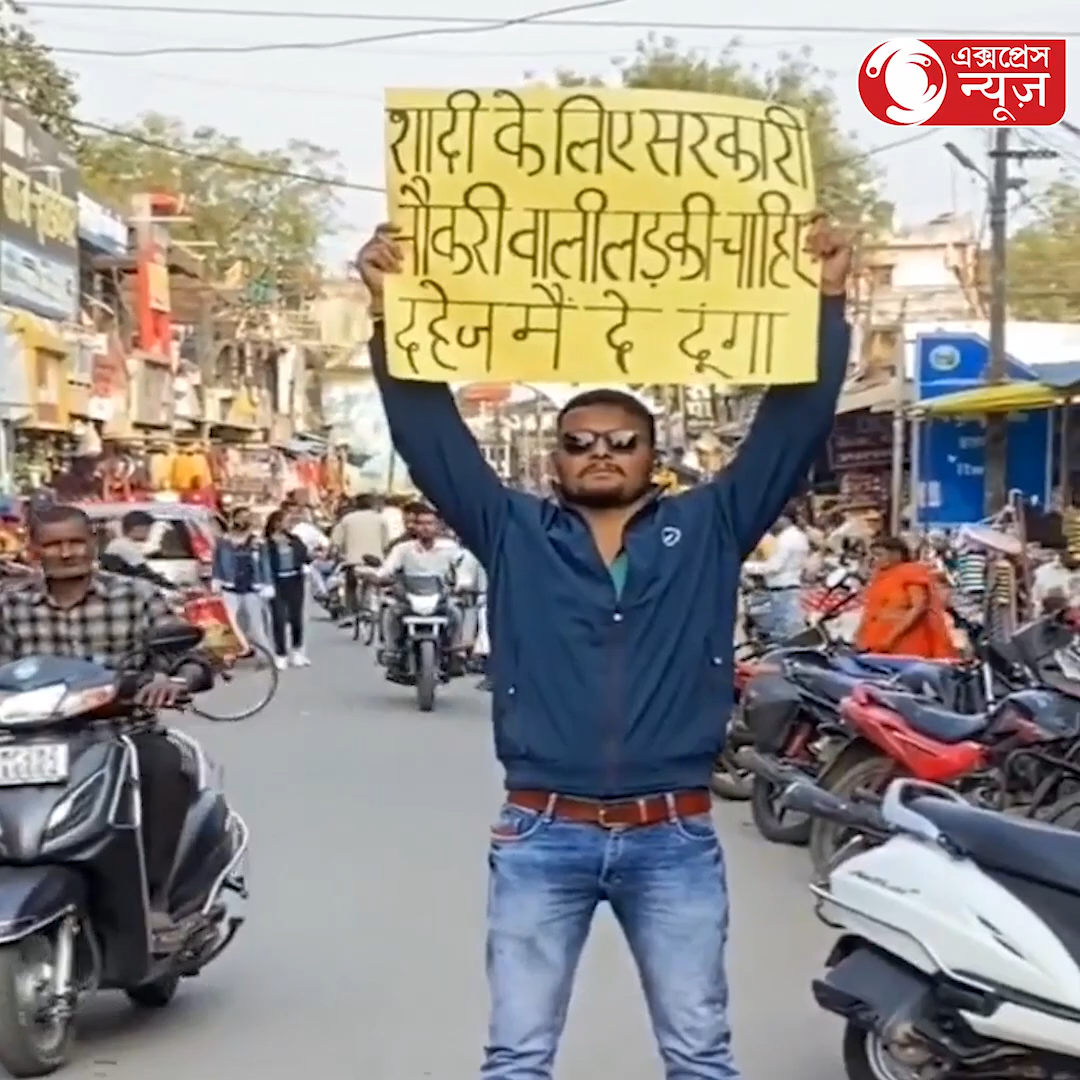 एक्सप्रेस
न्यूज़
शादी के लिए सरकारी
नौकरी वाली लड़की चाहिए
दहेज मैं दे दूंगा